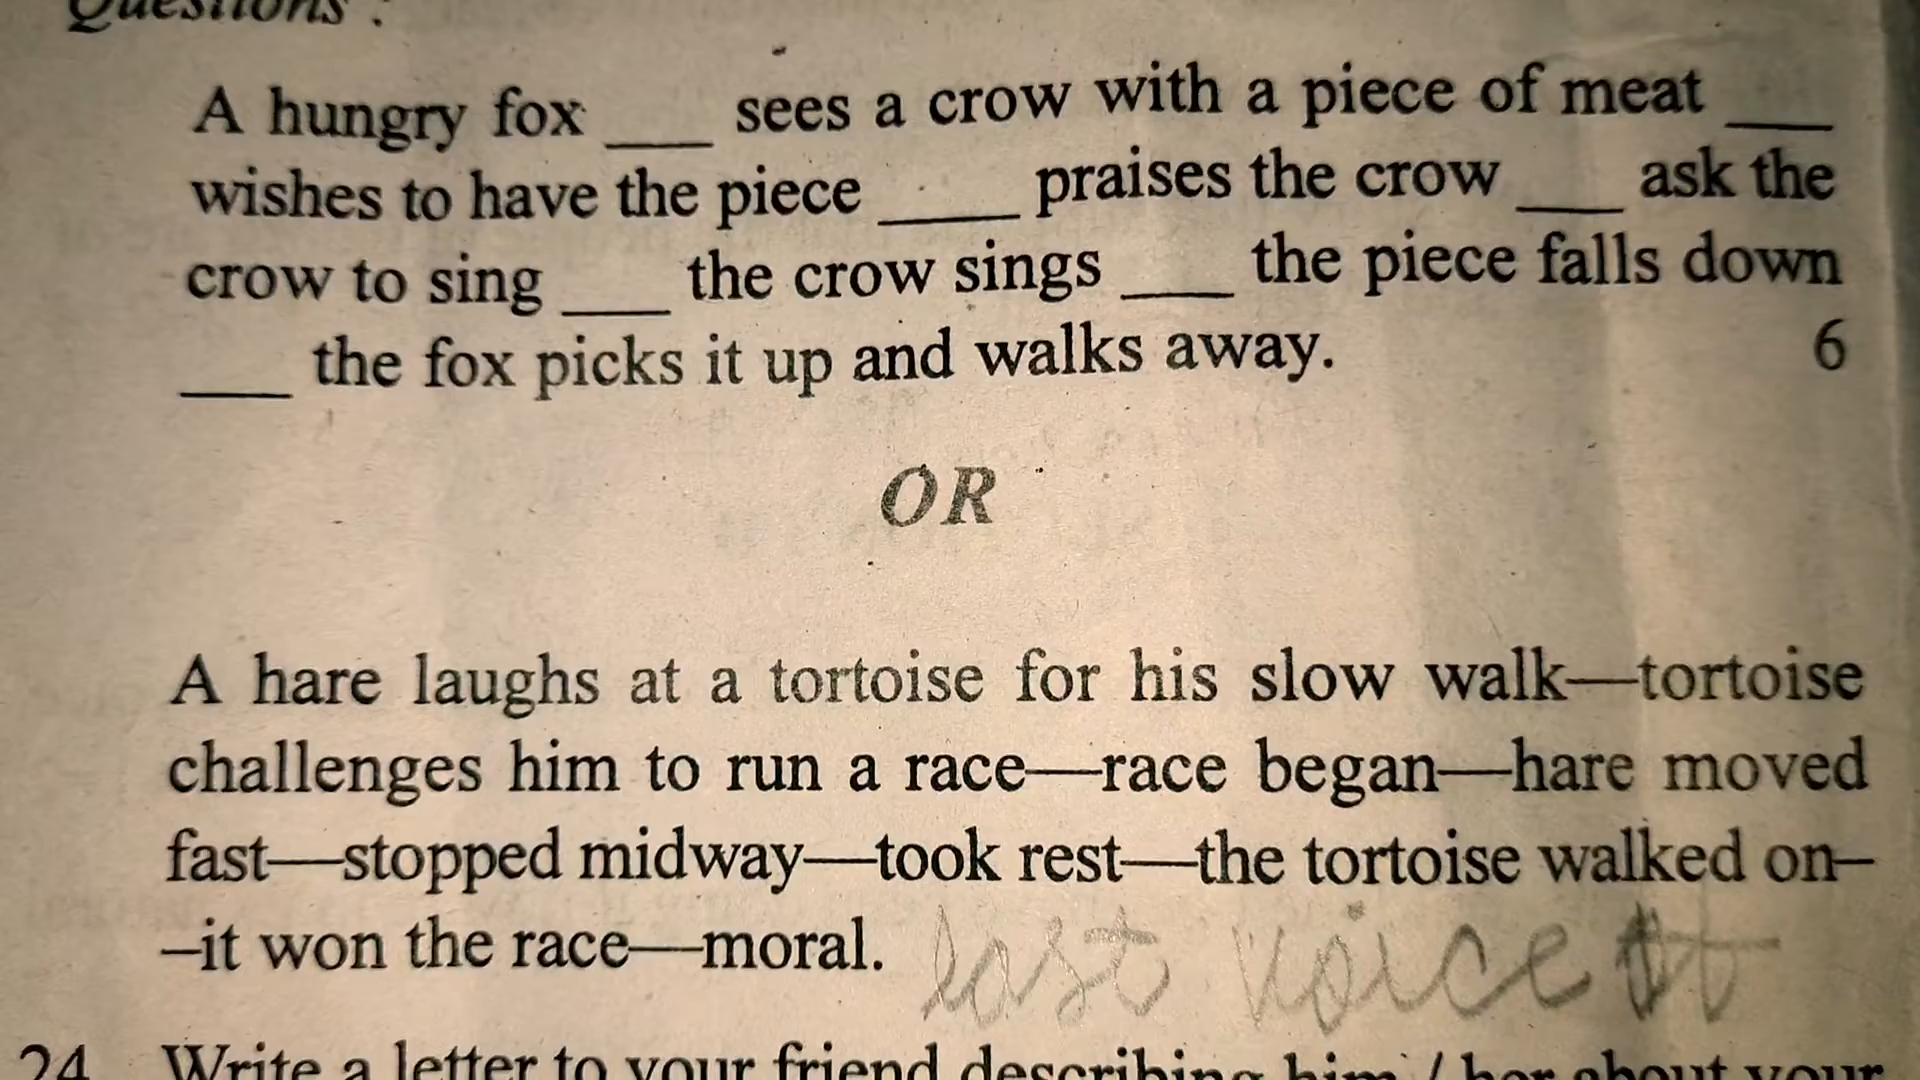 Questions :
A hungry fox ___ sees a crow with a piece of meat ___
wishes to have the piece ____ praises the crow ___ ask the
crow to sing ___ the crow sings ___ the piece falls down
___ the fox picks it up and walks away. 6
OR
A hare laughs at a tortoise for his slow walk—tortoise
challenges him to run a race—race began—hare moved
fast—stopped midway—took rest—the tortoise walked on–
–it won the race—moral. last voice
24 Write a letter to your friend describing him / her about your